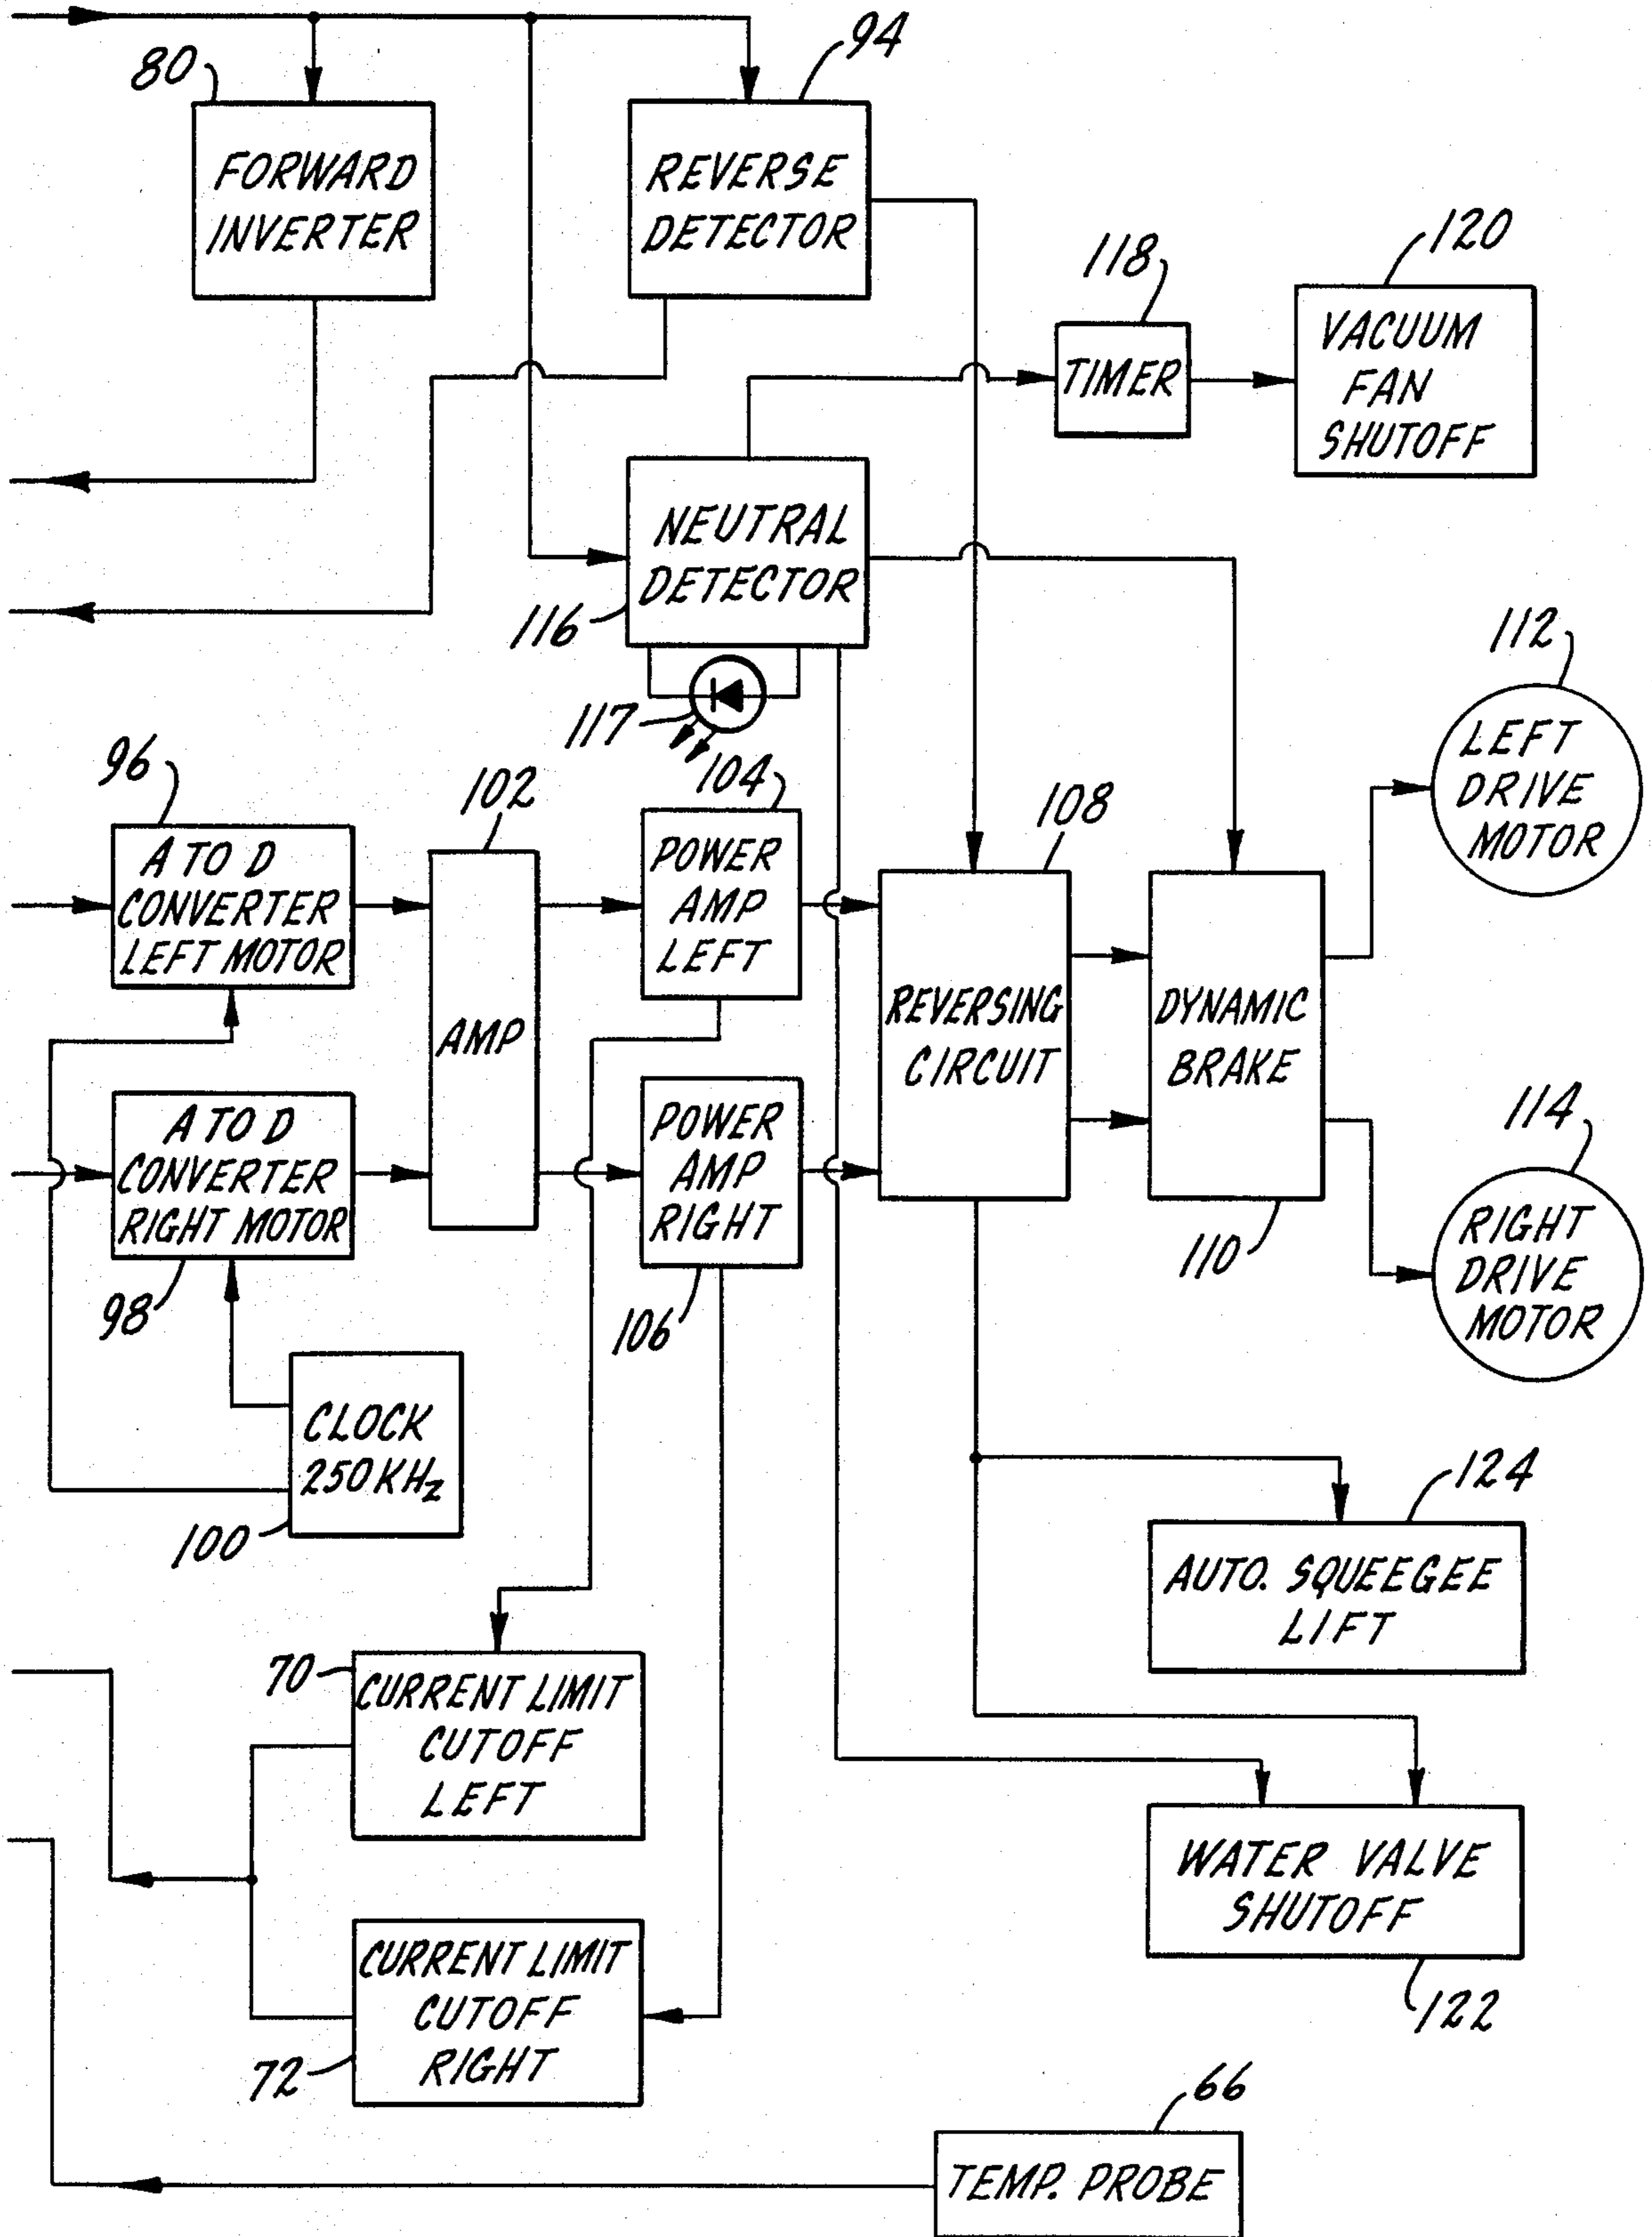 80
FORWARD
INVERTER
94
REVERSE
DETECTOR
118
TIMER
120
VACUUM
FAN
SHUTOFF
NEUTRAL
DETECTOR
116
117
112
LEFT
DRIVE
MOTOR
96
A TO D
CONVERTER
LEFT MOTOR
102
AMP
104
POWER
AMP
LEFT
108
REVERSING
CIRCUIT
DYNAMIC
BRAKE
110
A TO D
CONVERTER
RIGHT MOTOR
98
POWER
AMP
RIGHT
106
114
RIGHT
DRIVE
MOTOR
CLOCK
250KHz
100
124
AUTO. SQUEEGEE
LIFT
70
CURRENT LIMIT
CUTOFF
LEFT
WATER VALVE
SHUTOFF
122
CURRENT LIMIT
CUTOFF
RIGHT
72
66
TEMP. PROBE